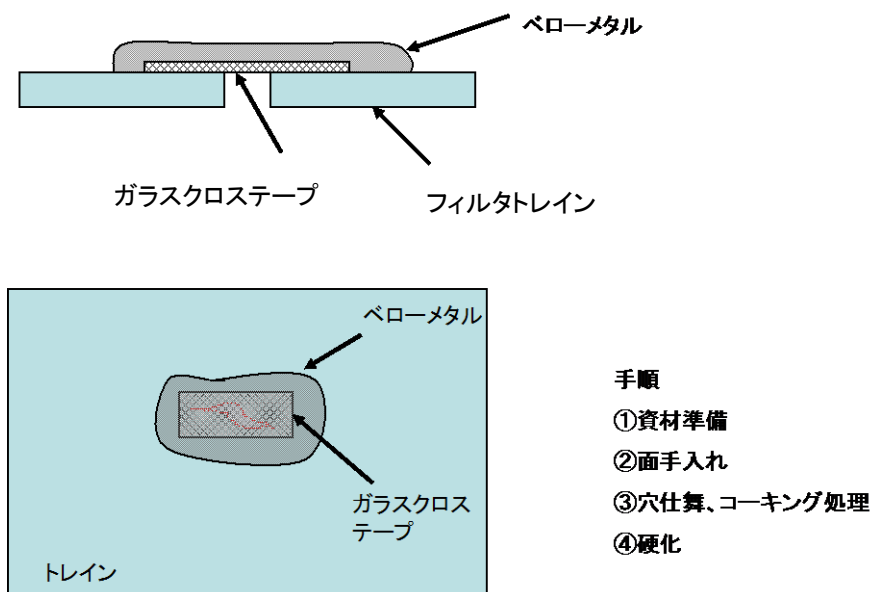 ベローメタル
ガラスクロステープ
フィルタトレイン
ベローメタル
ガラスクロス
テープ
トレイン
手順
①資材準備
②面手入れ
③穴仕舞、コーキング処理
④硬化